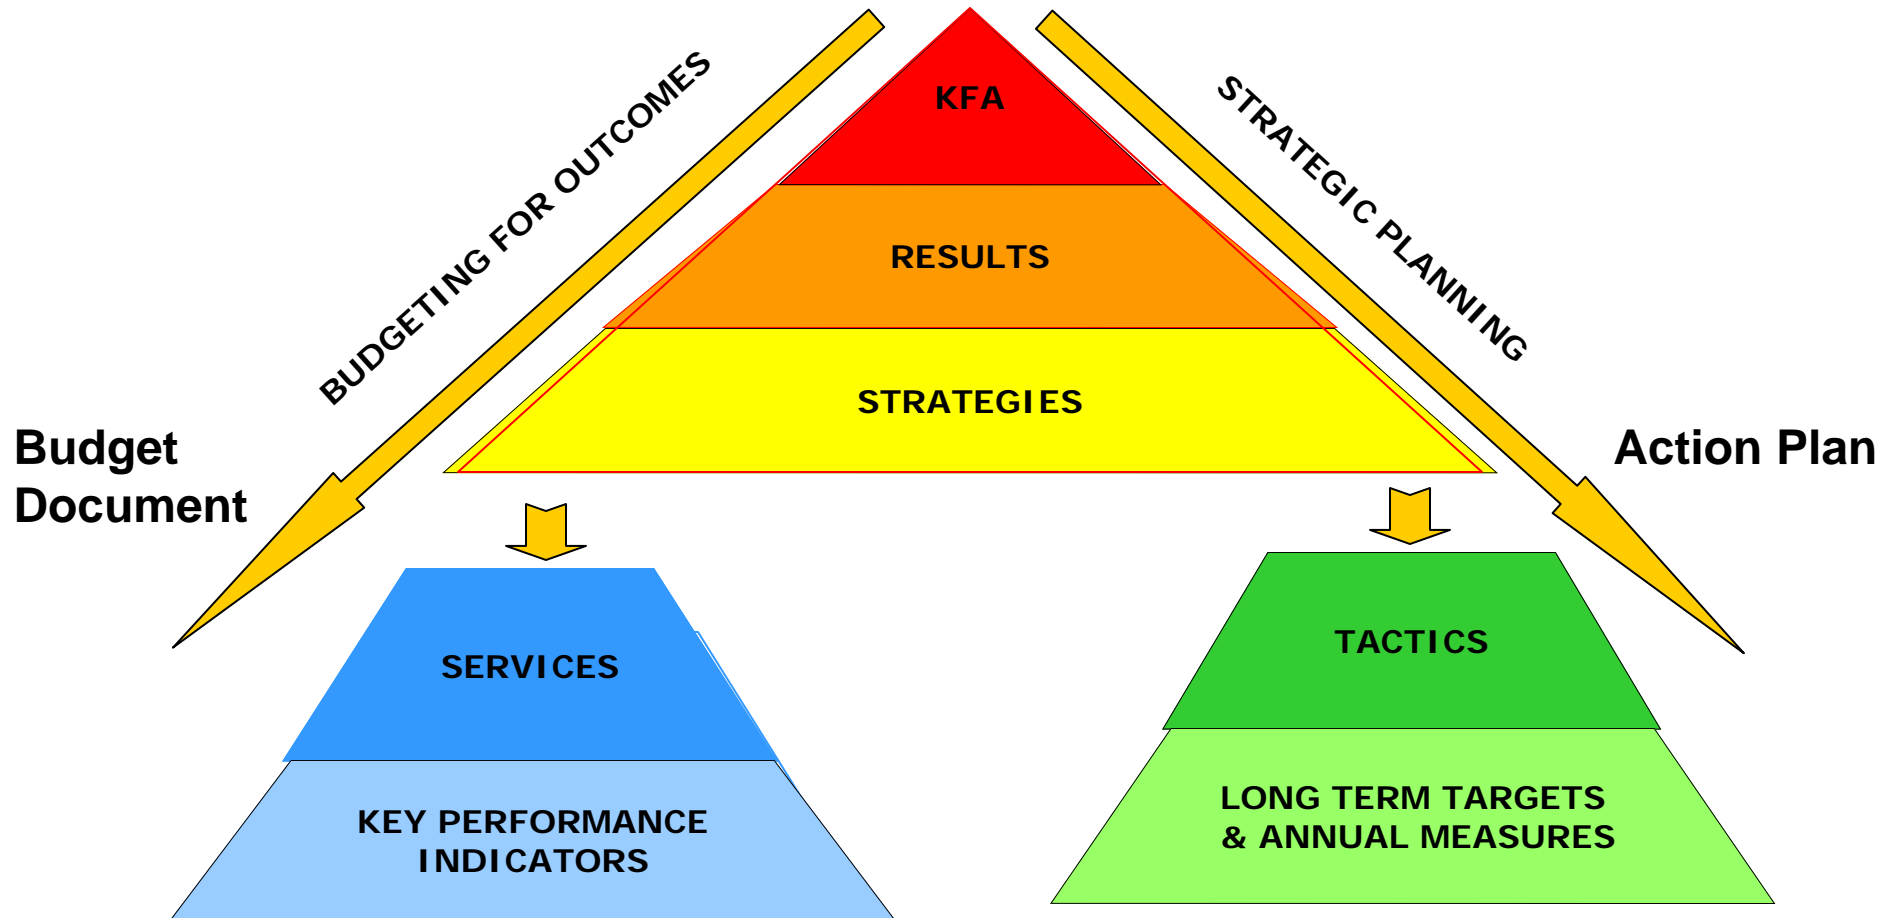 KFA
BUDGETING FOR OUTCOMES
STRATEGIC PLANNING
RESULTS
STRATEGIES
Budget
Document
Action Plan
SERVICES
KEY PERFORMANCE
INDICATORS
TACTICS
LONG TERM TARGETS
& ANNUAL MEASURES